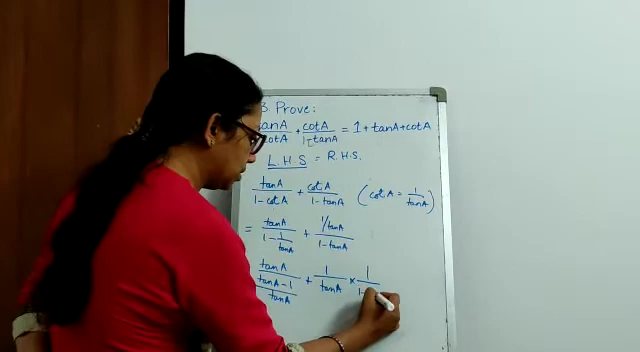 3. Prove:
tanA/cotA + cotA/1-tanA = 1 + tanA + cotA
L.H.S = R.H.S.
tanA/1-cotA + cotA/1-tanA (cotA = 1/tanA)
= tanA/1-1/tanA + 1/tanA/1-tanA
tanA/tanA-1/tanA + 1/tanA × 1/1-